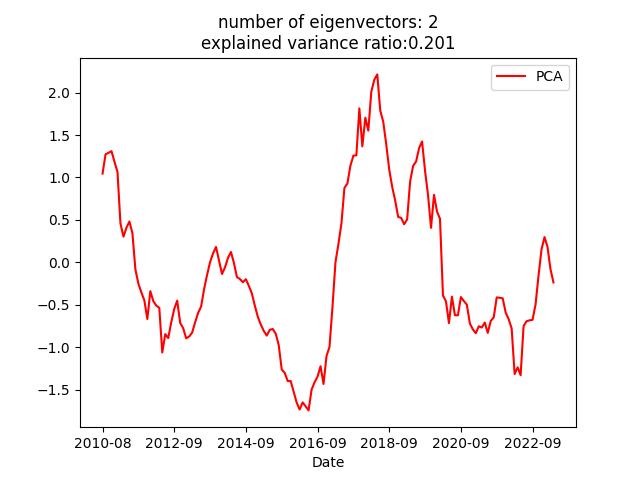 number of eigenvectors: 2
explained variance ratio:0.201
PCA
2.0
1.5
1.0
0.5
0.0
−0.5
−1.0
−1.5
2010-08 2012-09 2014-09 2016-09 2018-09 2020-09 2022-09
Date